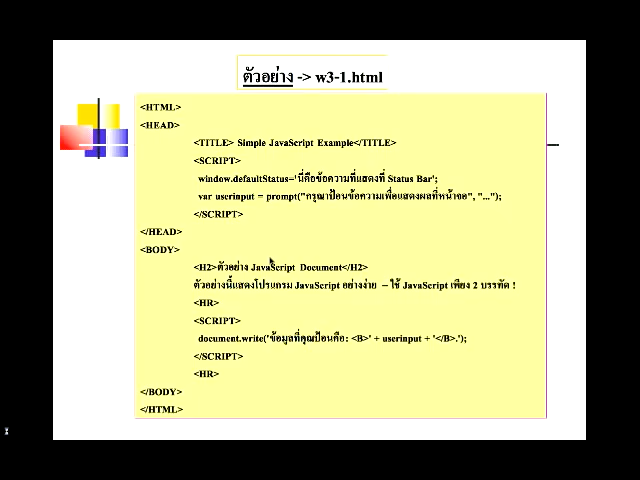 ตัวอย่าง -> w3-1.html
<HTML>
<HEAD>
<TITLE> Simple JavaScript Example</TITLE>
<SCRIPT>
window.defaultStatus='นี่คือข้อความที่แสดงที่ Status Bar';
var userinput = prompt("กรุณาป้อนข้อความเพื่อแสดงผลที่หน้าจอ", "...");
</SCRIPT>
</HEAD>
<BODY>
<H2>ตัวอย่าง JavaScript Document</H2>
ตัวอย่างนี้แสดงโปรแกรม JavaScript อย่างง่าย – ใช้ JavaScript เพียง 2 บรรทัด !
<HR>
<SCRIPT>
document.write('ข้อมูลที่คุณป้อนคือ: <B>' + userinput + '</B>.');
</SCRIPT>
<HR>
</BODY>
</HTML>